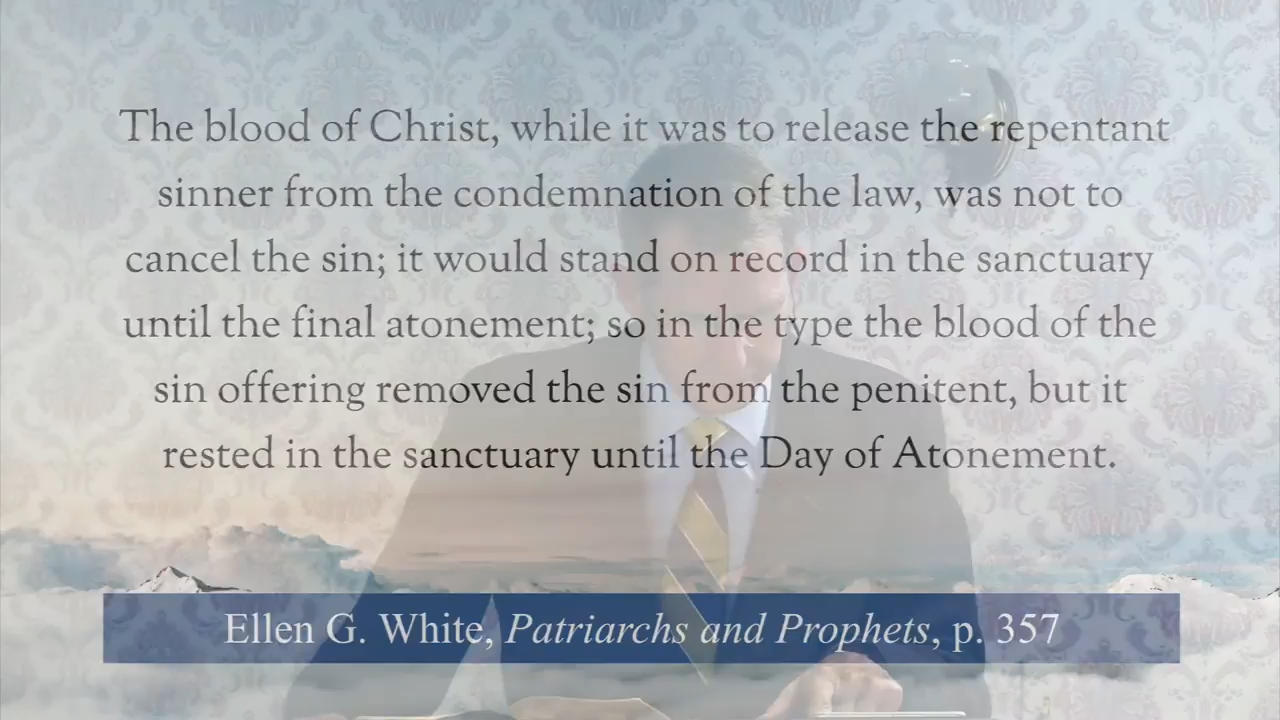 The blood of Christ, while it was to release the repentant
sinner from the condemnation of the law, was not to
cancel the sin; it would stand on record in the sanctuary
until the final atonement; so in the type the blood of the
sin offering removed the sin from the penitent, but it
rested in the sanctuary until the Day of Atonement.
Ellen G. White, Patriarchs and Prophets, p. 357